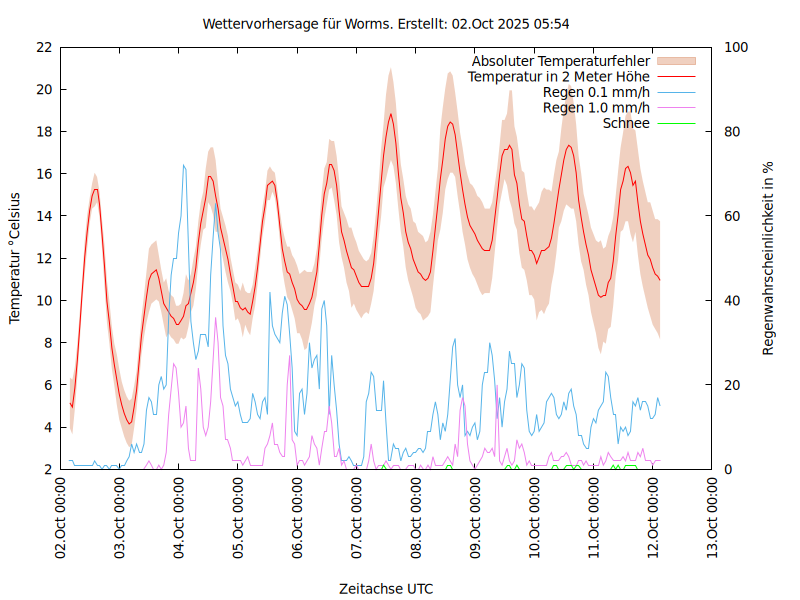 Wettervorhersage für Worms. Erstellt: 02.Oct 2025 05:54
22
20
18
16
14
12
10
8
6
4
2
100
80
60
40
20
0
Temperatur °Celsius
Regenwahrscheinlichkeit in %
Absoluter Temperaturfehler
Temperatur in 2 Meter Höhe
Regen 0.1 mm/h
Regen 1.0 mm/h
Schnee
02.Oct 00:00
03.Oct 00:00
04.Oct 00:00
05.Oct 00:00
06.Oct 00:00
07.Oct 00:00
08.Oct 00:00
09.Oct 00:00
10.Oct 00:00
11.Oct 00:00
12.Oct 00:00
13.Oct 00:00
Zeitachse UTC